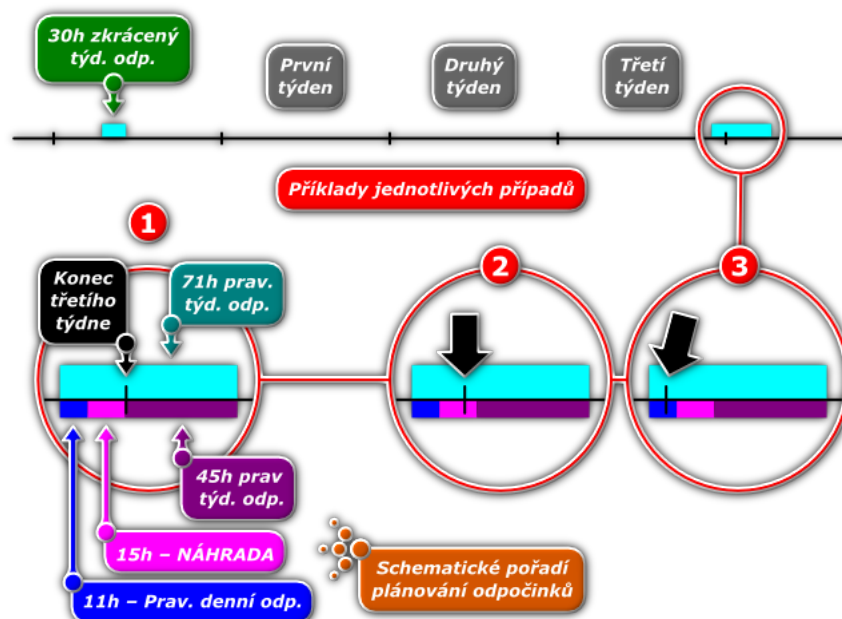 30h zkrácený
týd. odp.
První
týden
Druhý
týden
Třetí
týden
Příklady jednotlivých případů
1
Konec
třetího
týdne
71h prav.
týd. odp.
2
3
45h prav
týd. odp.
15h – NÁHRADA
11h – Prav. denní odp.
Schematické pořadí
plánování odpočinků